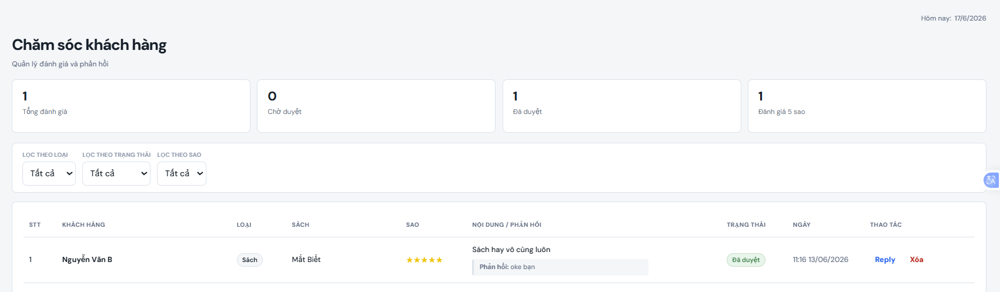 Hôm nay: 17/6/2026
Chăm sóc khách hàng
Quản lý đánh giá và phản hồi
1
Tổng đánh giá
0
Chờ duyệt
1
Đã duyệt
1
Đánh giá 5 sao
LỌC THEO LOẠI
Tất cả
LỌC THEO TRẠNG THÁI
Tất cả
LỌC THEO SAO
Tất cả
STT KHÁCH HÀNG LOẠI SÁCH SAO NỘI DUNG / PHẢN HỒI TRẠNG THÁI NGÀY THAO TÁC
1 Nguyễn Văn B Sách Mắt Biết ★★★★★ Sách hay vô cùng luôn Đã duyệt 11:16 13/06/2026 Reply Xóa
Phản hồi: oke bạn